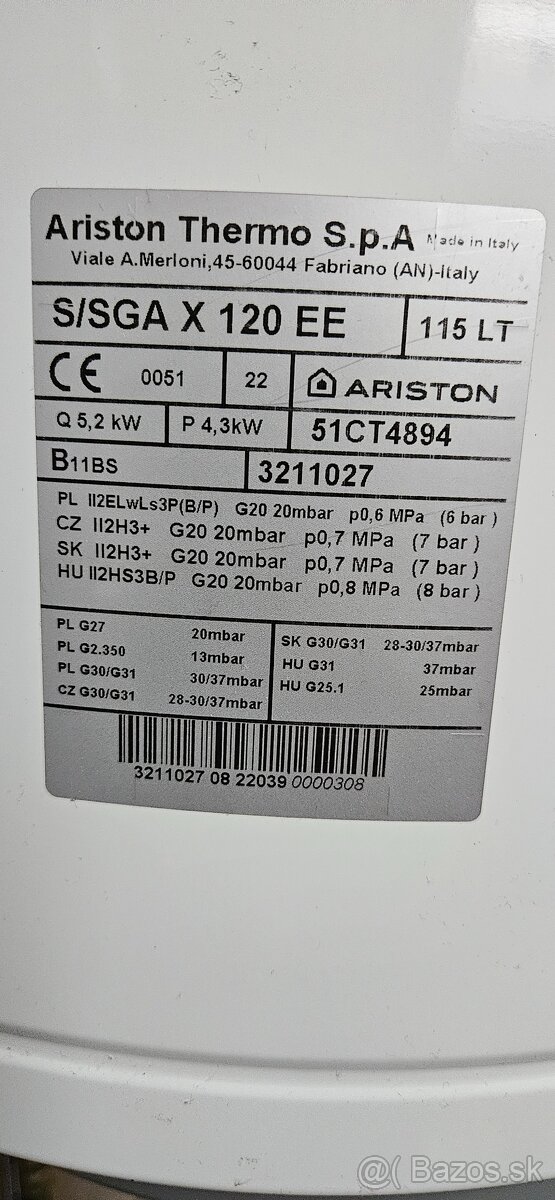 Ariston Thermo S.p.A Made in Italy
Viale A.Merloni,45-60044 Fabriano (AN)-Italy
S/SGA X 120 EE 115 LT
CE 0051 22 ARISTON
Q 5,2 kW P 4,3kW 51CT4894
B11BS 3211027
PL II2ELwLs3P(B/P) G20 20mbar p0,6 MPa (6 bar )
CZ II2H3+ G20 20mbar p0,7 MPa (7 bar )
SK II2H3+ G20 20mbar p0,7 MPa (7 bar )
HU II2HS3B/P G20 20mbar p0,8 MPa (8 bar )
PL G27 20mbar
PL G2.350 13mbar
PL G30/G31 30/37mbar
CZ G30/G31 28-30/37mbar
SK G30/G31 28-30/37mbar
HU G31 37mbar
HU G25.1 25mbar
3211027 08 22039 0000308
@( Bazos.sk